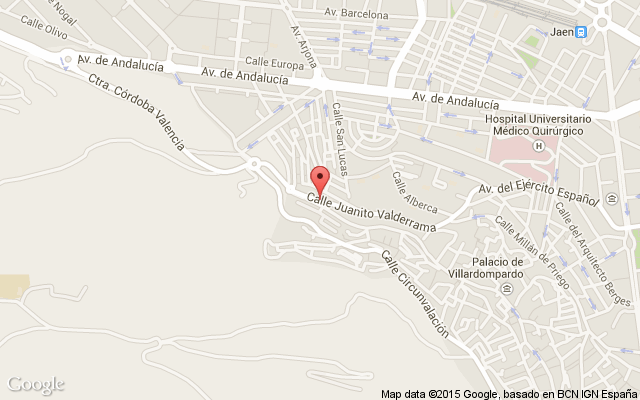 Nogal
Calle Olivo
Av. Barcelona
Av. Arjona
Jaen
Calle Europa
Av. de Andalucía
Av. de Andalucía
Av. de Andalucía
Ctra. Córdoba Valencia
Calle San Lucas
Hospital Universitario
Médico Quirúrgico
H
Calle Alberca
Av. del Ejército Español
Calle Juanito Valderrama
Calle Millán de Priego
Calle del Arquitecto Berges
Palacio de
Villardompardo
Calle Circunvalación
Google
Map data ©2015 Google, basado en BCN IGN España